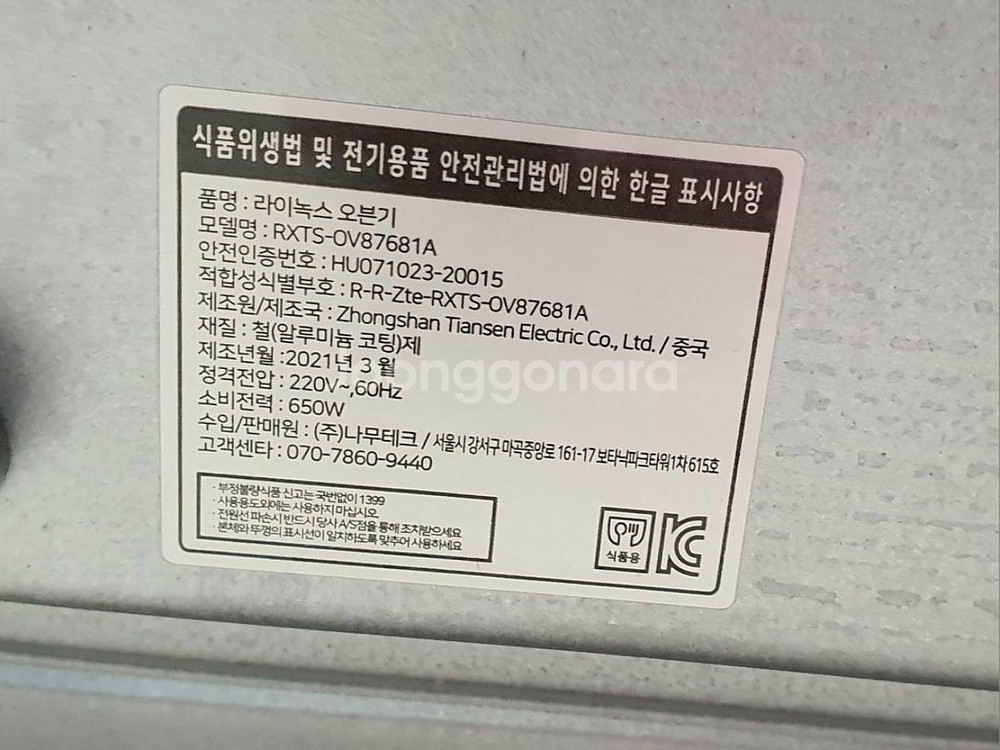 식품위생법 및 전기용품 안전관리법에 의한 한글 표시사항
품명 : 라이녹스 오븐기
모델명 : RXTS-OV87681A
안전인증번호 : HU071023-20015
적합성식별부호 : R-R-Zte-RXTS-OV87681A
제조원/제조국 : Zhongshan Tiansen Electric Co., Ltd. / 중국
재질 : 철(알루미늄 코팅)제
제조년월 :2021년 3 월
정격전압 : 220V~,60Hz
소비전력 : 650W
수입/판매원 : (주)나무테크 / 서울시 강서구 마곡중앙로 161-17 보타닉파크타워1차 615호
고객센타 : 070-7860-9440
· 부정불량식품 신고는 국번없이 1399
· 사용용도외에는 사용하지 마십시오.
· 전원선 파손시 반드시 당사 A/S점을 통해 조치받으세요
· 본체와 뚜껑의 표시선이 일치하도록 맞추어 사용하세요
식품용
joonggonara